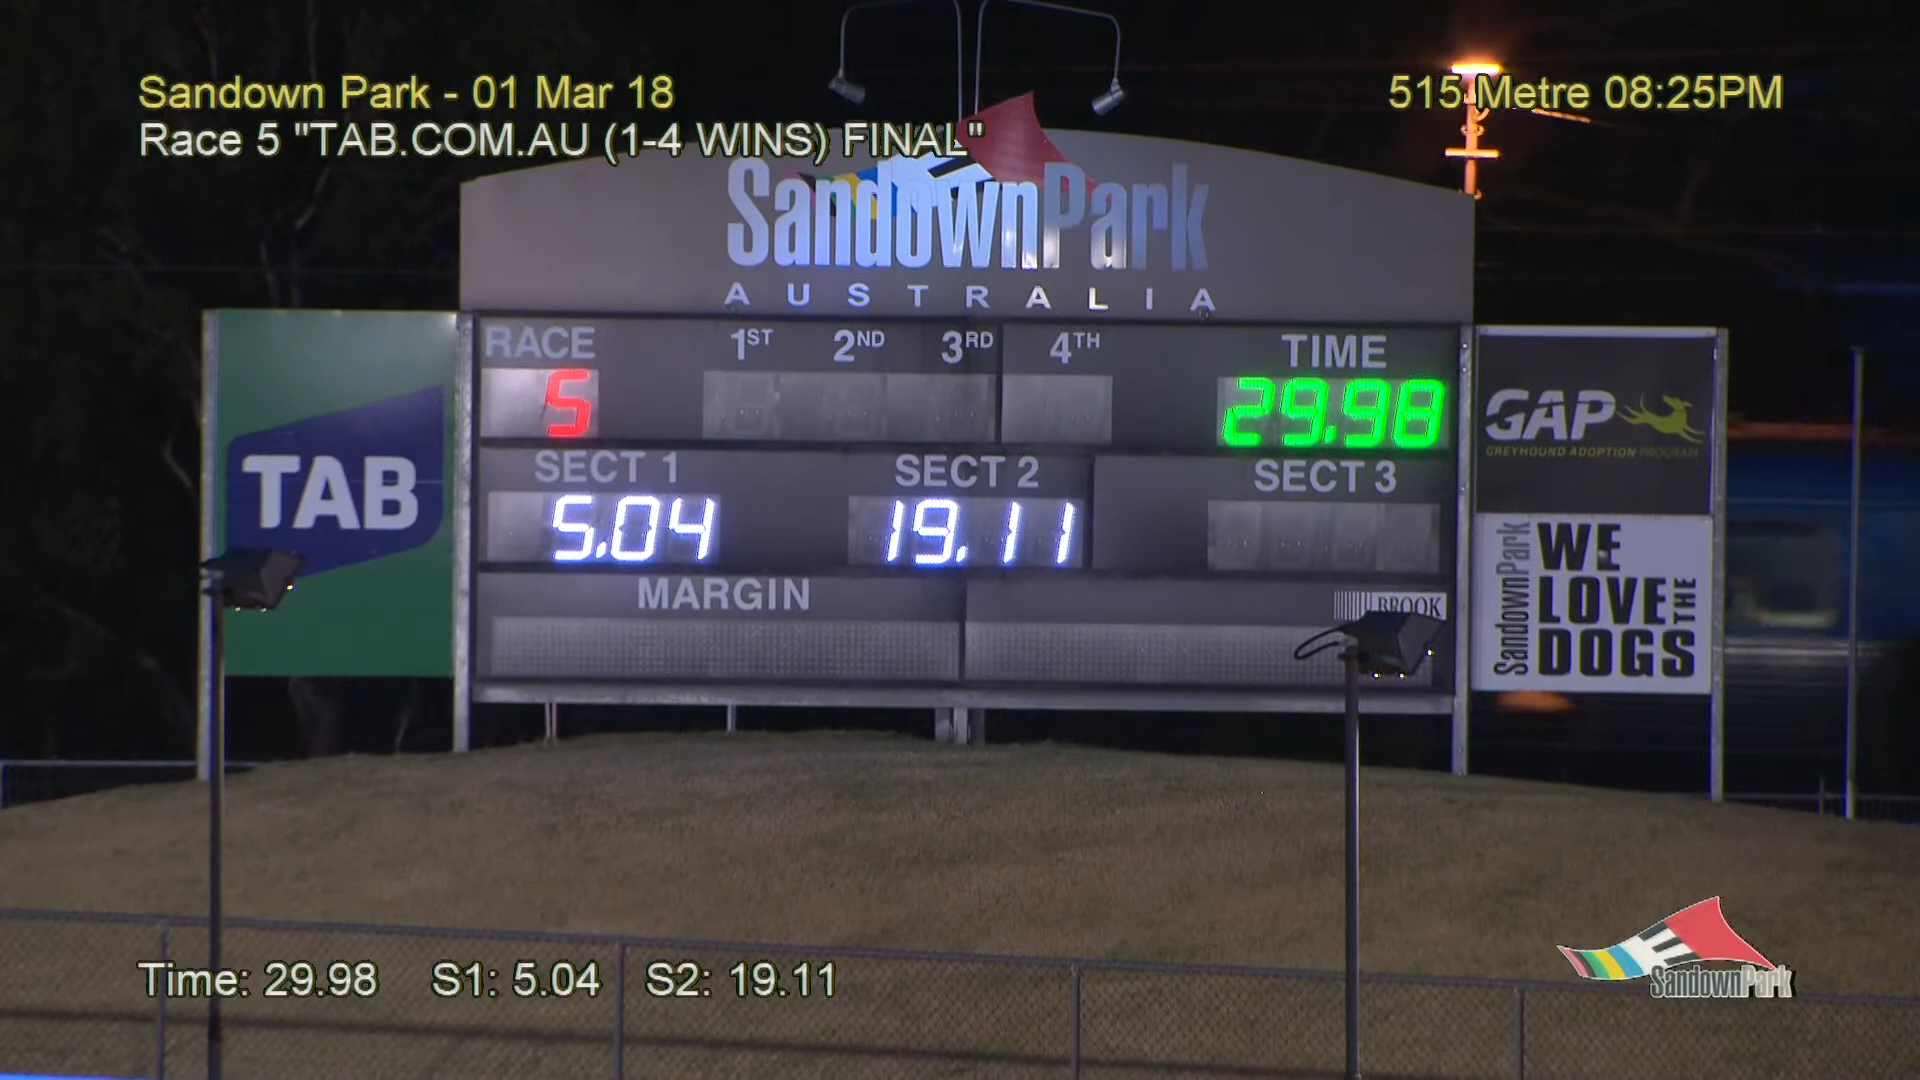 Sandown Park - 01 Mar 18
515 Metre 08:25PM
Race 5 "TAB.COM.AU (1-4 WINS) FINAL"
SandownPark
AUSTRALIA
RACE
1ST
2ND
3RD
4TH
TIME
5
29.98
SECT 1
SECT 2
SECT 3
5.04
19.11
MARGIN
BROOK
TAB
GAP
GREYHOUND ADOPTION PROGRAM
SandownPark
WE
LOVE THE
DOGS
Time: 29.98 S1: 5.04 S2: 19.11
SandownPark